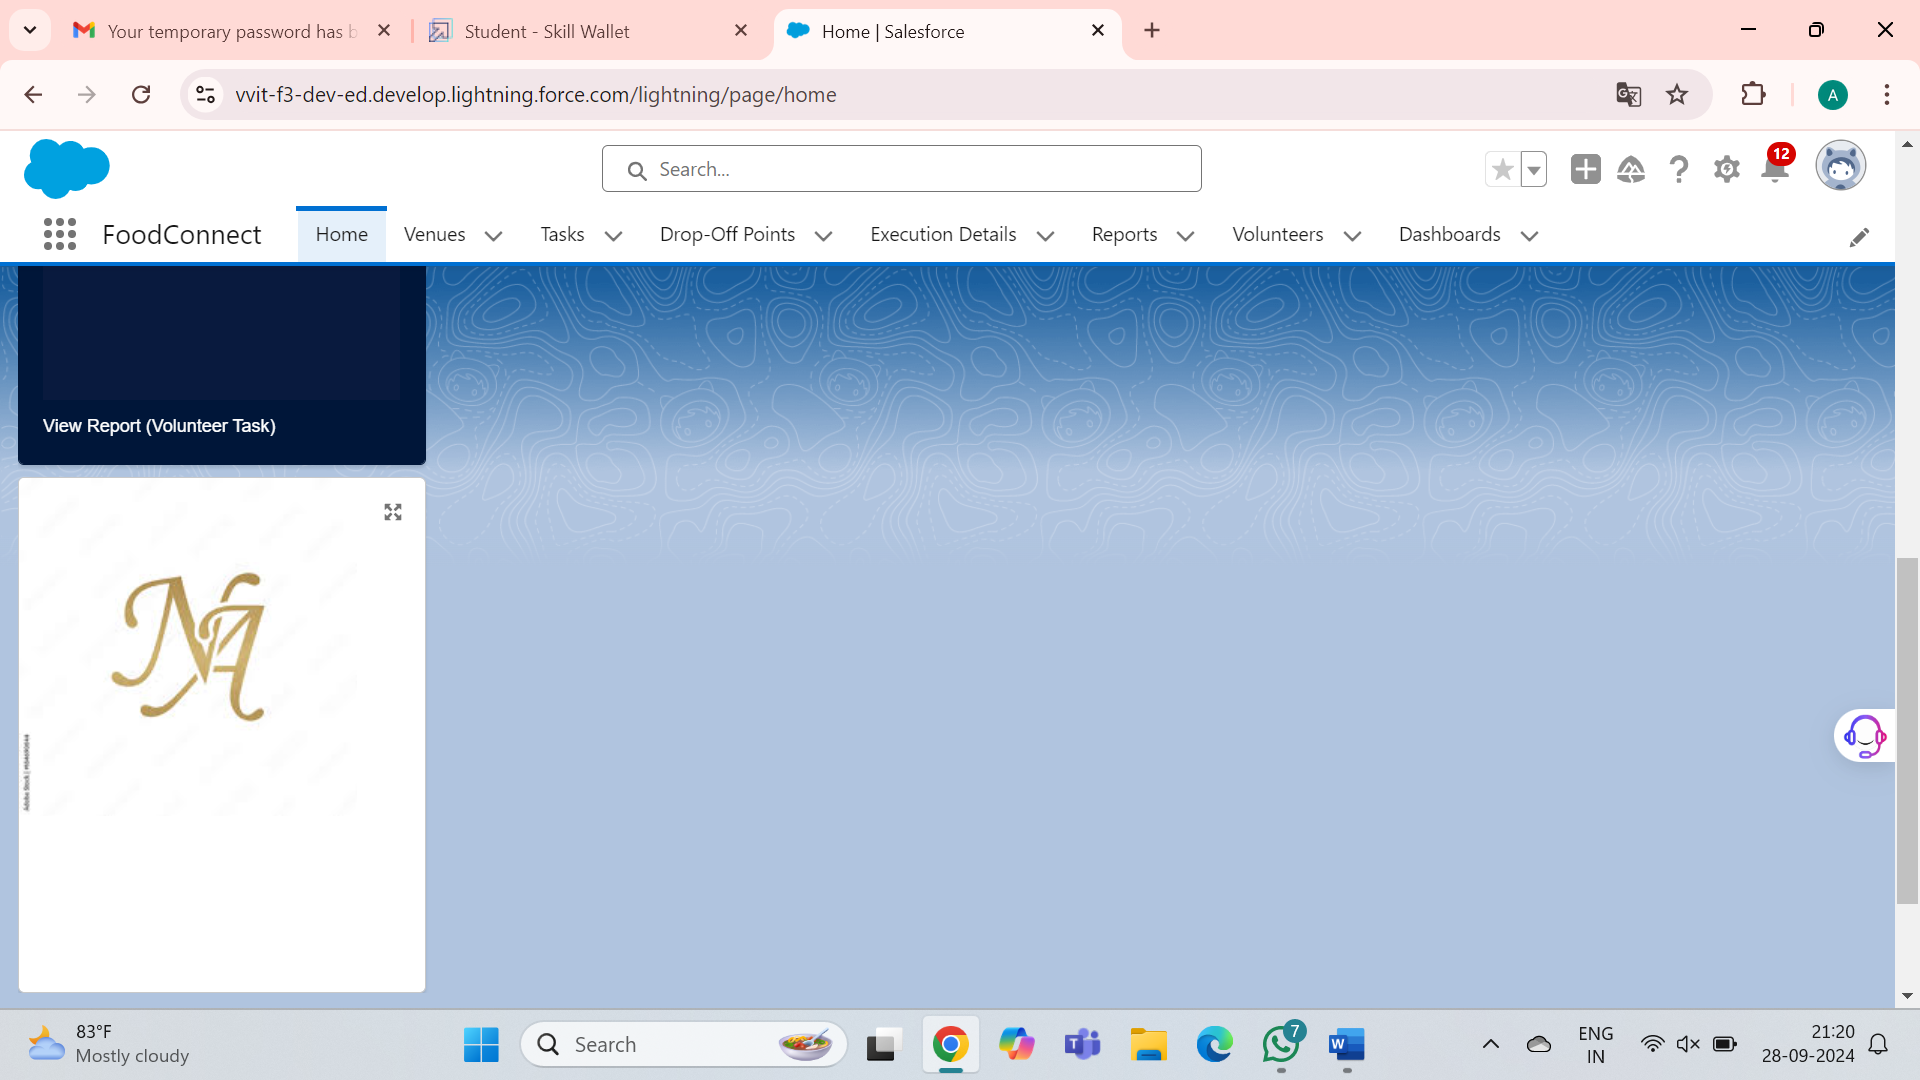 Your temporary password has b
Student - Skill Wallet
Home | Salesforce
vvit-f3-dev-ed.develop.lightning.force.com/lightning/page/home
A
Search...
12
FoodConnect
Home
Venues
Tasks
Drop-Off Points
Execution Details
Reports
Volunteers
Dashboards
View Report (Volunteer Task)
NA
83°F
Mostly cloudy
Search
7
ENG
IN
21:20
28-09-2024